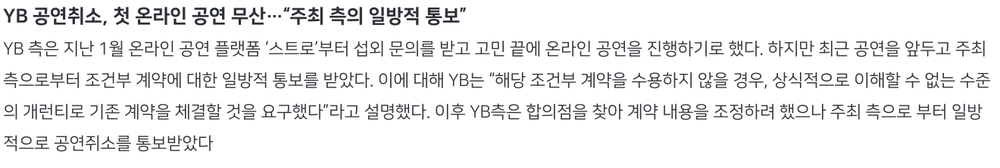 YB 공연취소, 첫 온라인 공연 무산…“주최 측의 일방적 통보”
YB 측은 지난 1월 온라인 공연 플랫폼 ‘스트로’부터 섭외 문의를 받고 고민 끝에 온라인 공연을 진행하기로 했다. 하지만 최근 공연을 앞두고 주최
측으로부터 조건부 계약에 대한 일방적 통보를 받았다. 이에 대해 YB는 “해당 조건부 계약을 수용하지 않을 경우, 상식적으로 이해할 수 없는 수준
의 개런티로 기존 계약을 체결할 것을 요구했다”라고 설명했다. 이후 YB측은 합의점을 찾아 계약 내용을 조정하려 했으나 주최 측으로 부터 일방
적으로 공연쥐소를 통보받았다